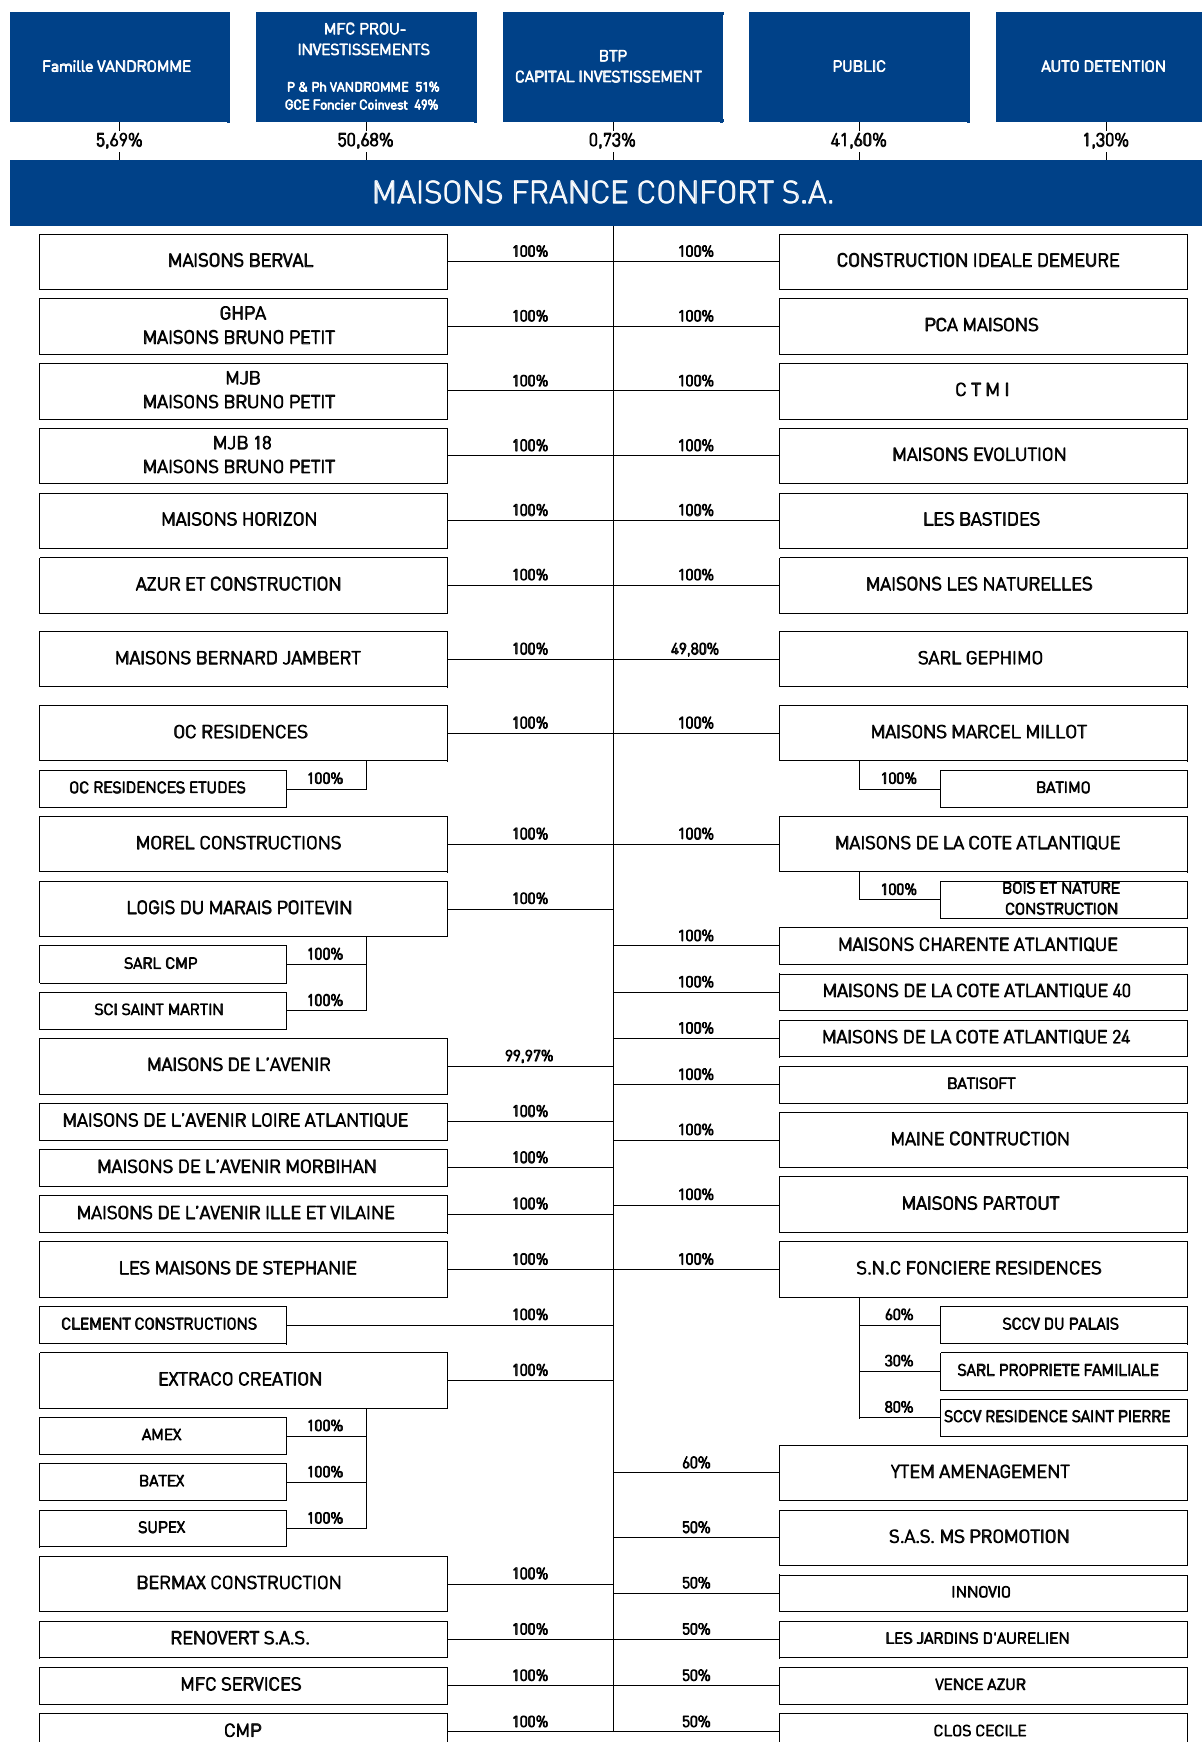 Famille VANDROMME
MFC PROU-
INVESTISSEMENTS
P & Ph VANDROMME 51%
GCE Foncier Coinvest 49%
BTP
CAPITAL INVESTISSEMENT
PUBLIC
AUTO DETENTION
5,69%
50,68%
0,73%
41,60%
1,30%
MAISONS FRANCE CONFORT S.A.
MAISONS BERVAL
100%
100%
CONSTRUCTION IDEALE DEMEURE
GHPA
MAISONS BRUNO PETIT
100%
100%
PCA MAISONS
MJB
MAISONS BRUNO PETIT
100%
100%
C T M I
MJB 18
MAISONS BRUNO PETIT
100%
100%
MAISONS EVOLUTION
MAISONS HORIZON
100%
100%
LES BASTIDES
AZUR ET CONSTRUCTION
100%
100%
MAISONS LES NATURELLES
MAISONS BERNARD JAMBERT
100%
49,80%
SARL GEPHIMO
OC RESIDENCES
100%
100%
MAISONS MARCEL MILLOT
OC RESIDENCES ETUDES
100%
100%
BATIMO
MOREL CONSTRUCTIONS
100%
100%
MAISONS DE LA COTE ATLANTIQUE
LOGIS DU MARAIS POITEVIN
100%
100%
BOIS ET NATURE
CONSTRUCTION
100%
MAISONS CHARENTE ATLANTIQUE
SARL CMP
100%
100%
MAISONS DE LA COTE ATLANTIQUE 40
SCI SAINT MARTIN
100%
100%
MAISONS DE LA COTE ATLANTIQUE 24
MAISONS DE L'AVENIR
99,97%
100%
BATISOFT
MAISONS DE L'AVENIR LOIRE ATLANTIQUE
100%
100%
MAINE CONTRUCTION
MAISONS DE L'AVENIR MORBIHAN
100%
100%
MAISONS PARTOUT
MAISONS DE L'AVENIR ILLE ET VILAINE
100%
LES MAISONS DE STEPHANIE
100%
100%
S.N.C FONCIERE RESIDENCES
CLEMENT CONSTRUCTIONS
100%
60%
SCCV DU PALAIS
EXTRACO CREATION
100%
30%
SARL PROPRIETE FAMILIALE
80%
SCCV RESIDENCE SAINT PIERRE
AMEX
100%
BATEX
100%
60%
YTEM AMENAGEMENT
SUPEX
100%
50%
S.A.S. MS PROMOTION
BERMAX CONSTRUCTION
100%
50%
INNOVIO
RENOVERT S.A.S.
100%
50%
LES JARDINS D'AURELIEN
MFC SERVICES
100%
50%
VENCE AZUR
CMP
100%
50%
CLOS CECILE